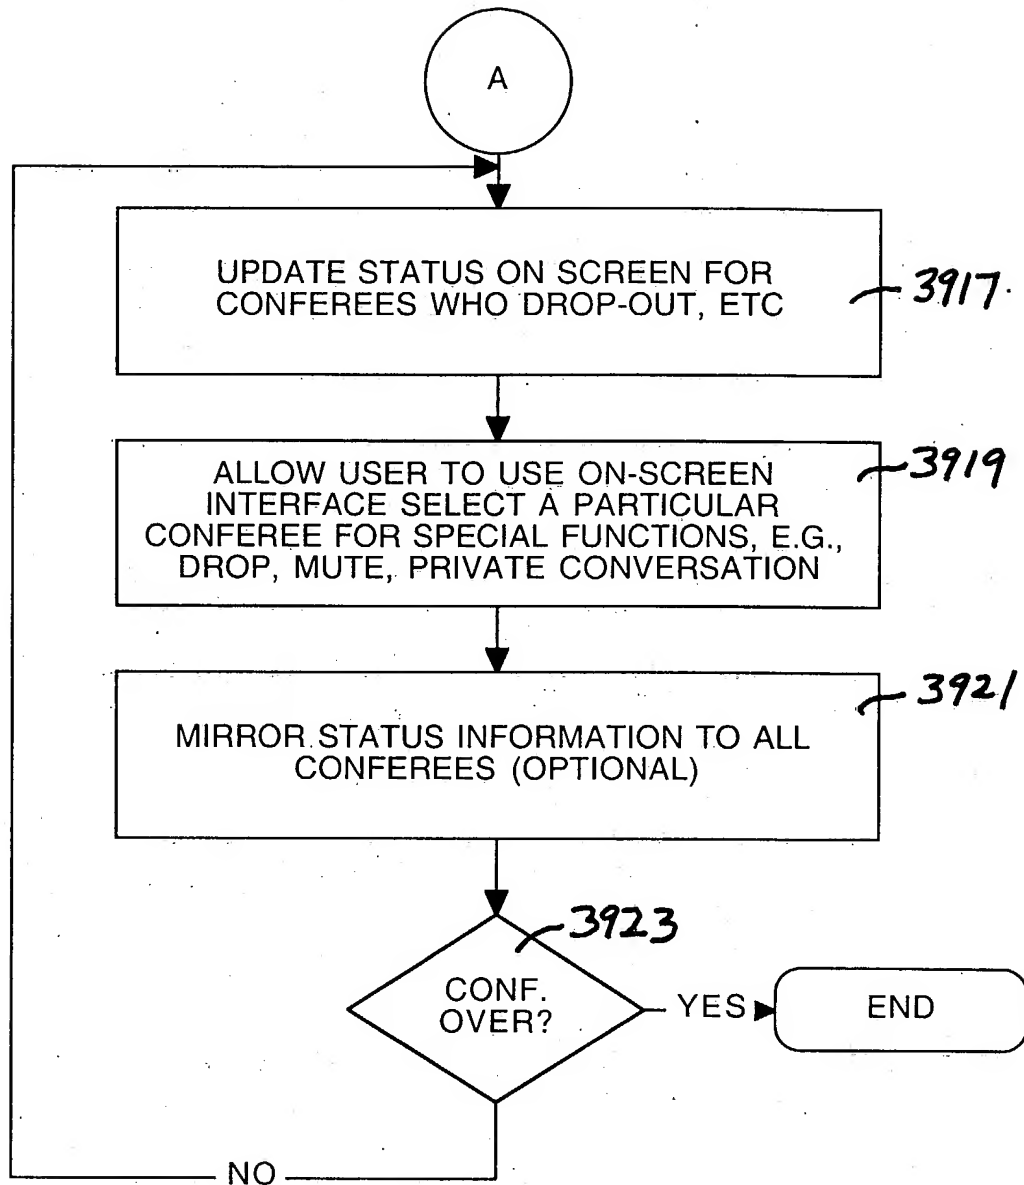 A
UPDATE STATUS ON SCREEN FOR
CONFEREES WHO DROP-OUT, ETC
3917
ALLOW USER TO USE ON-SCREEN
INTERFACE SELECT A PARTICULAR
CONFEREE FOR SPECIAL FUNCTIONS, E.G.,
DROP, MUTE, PRIVATE CONVERSATION
3919
MIRROR STATUS INFORMATION TO ALL
CONFEREES (OPTIONAL)
3921
3923
CONF.
OVER?
YES
END
NO